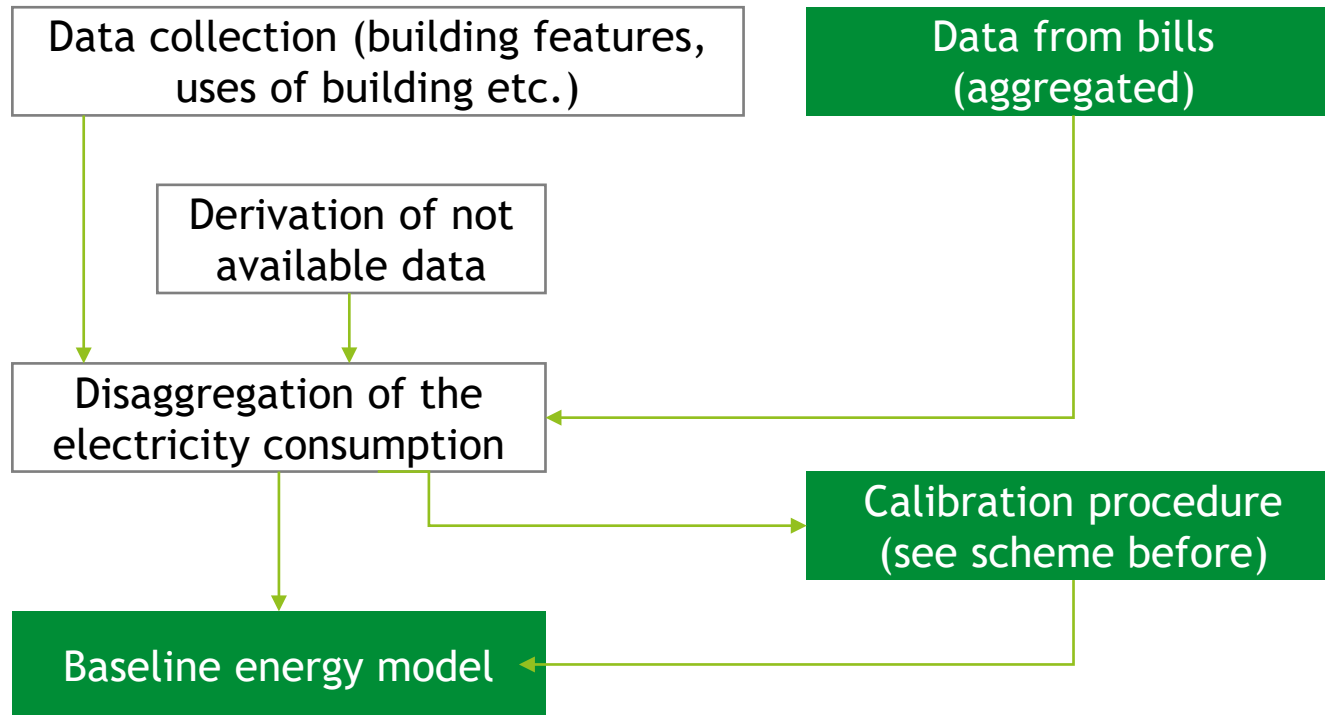 Data collection (building features,
uses of building etc.)
Data from bills
(aggregated)
Derivation of not
available data
Disaggregation of the
electricity consumption
Calibration procedure
(see scheme before)
Baseline energy model